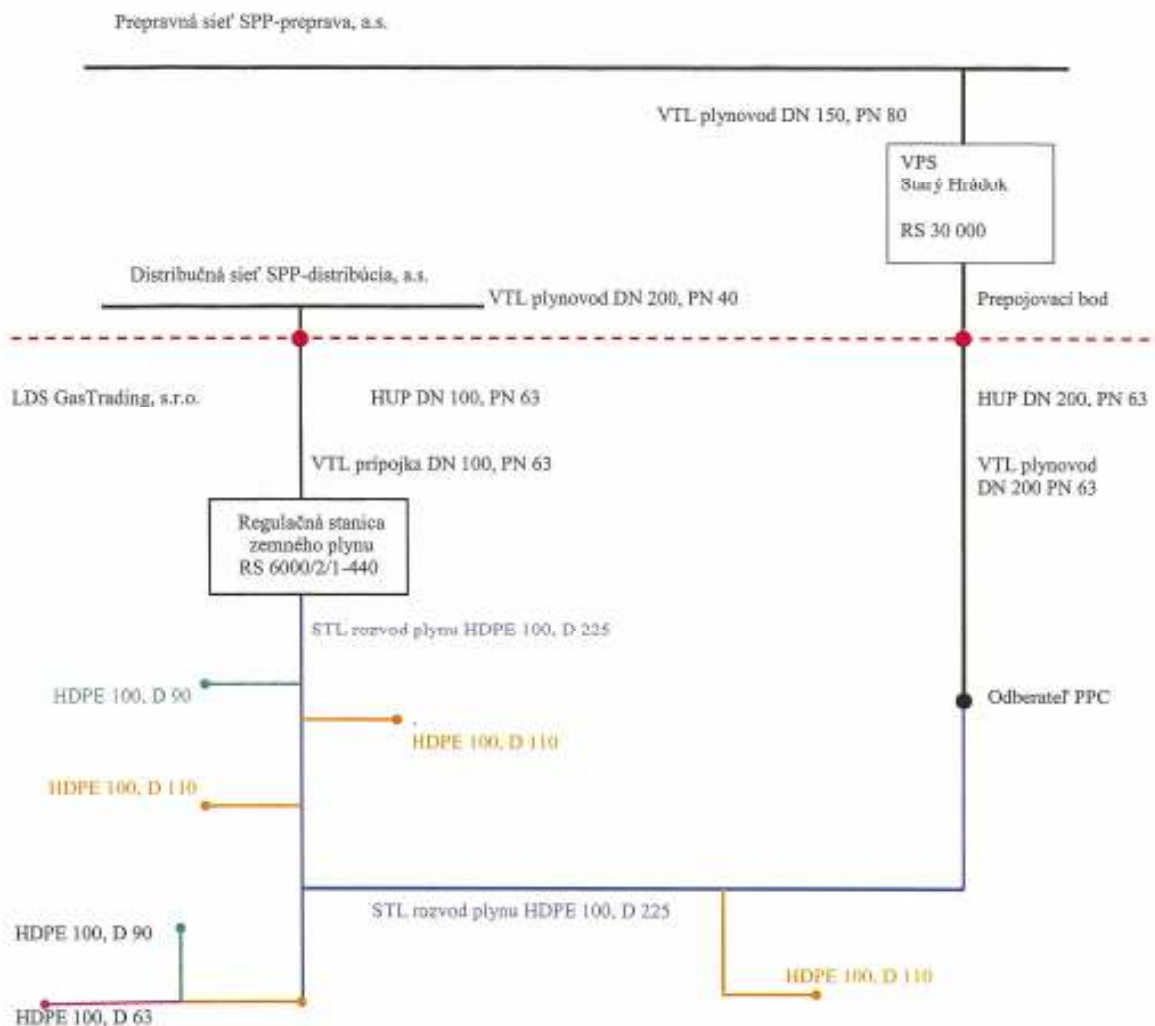 Prepravná sieť SPP-preprava, a.s.
VTL plynovod DN 150, PN 80
VPS
Starý Hrádok
RS 30 000
Distribučná sieť SPP-distribúcia, a.s.
VTL plynovod DN 200, PN 40
Prepojovací bod
LDS GasTrading, s.r.o.
HUP DN 100, PN 63
HUP DN 200, PN 63
VTL prípojka DN 100, PN 63
VTL plynovod
DN 200 PN 63
Regulačná stanica
zemného plynu
RS 6000/2/1-440
STL rozvod plynu HDPE 100, D 225
HDPE 100, D 90
Odberateľ PPC
HDPE 100, D 110
HDPE 100, D 110
STL rozvod plynu HDPE 100, D 225
HDPE 100, D 90
HDPE 100, D 110
HDPE 100, D 63